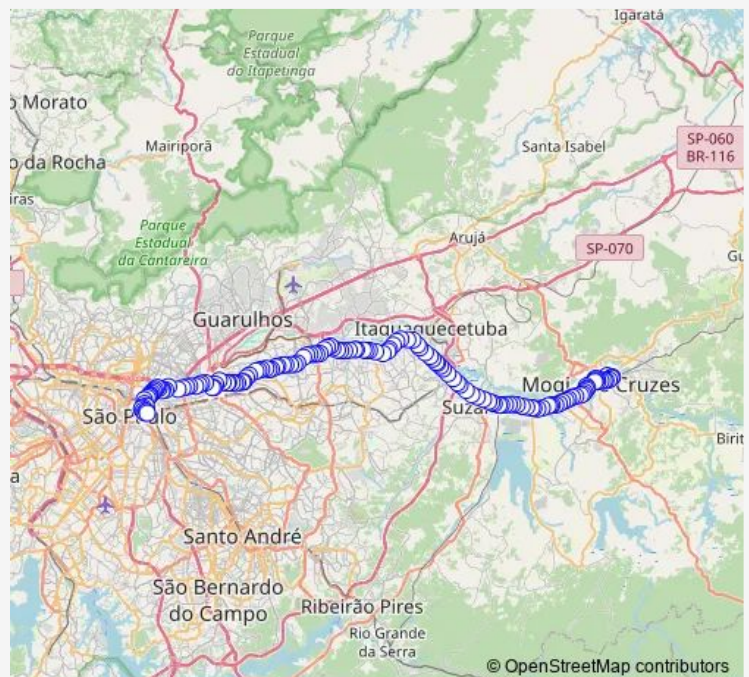 Igaratá
Parque
Estadual
do Itapetinga
o Morato
Mairiporã
Santa Isabel
SP-060
BR-116
o da Rocha
iras
Parque
Estadual
da Cantareira
Arujá
SP-070
Gu
Guarulhos
Itaquaquecetuba
Mogi Cruzes
São P ulo
Suza
Birit
a
Santo André
São Bernardo
do Campo
Ribeirão Pires
Rio Grande
da Serra
© OpenStreetMap contributors